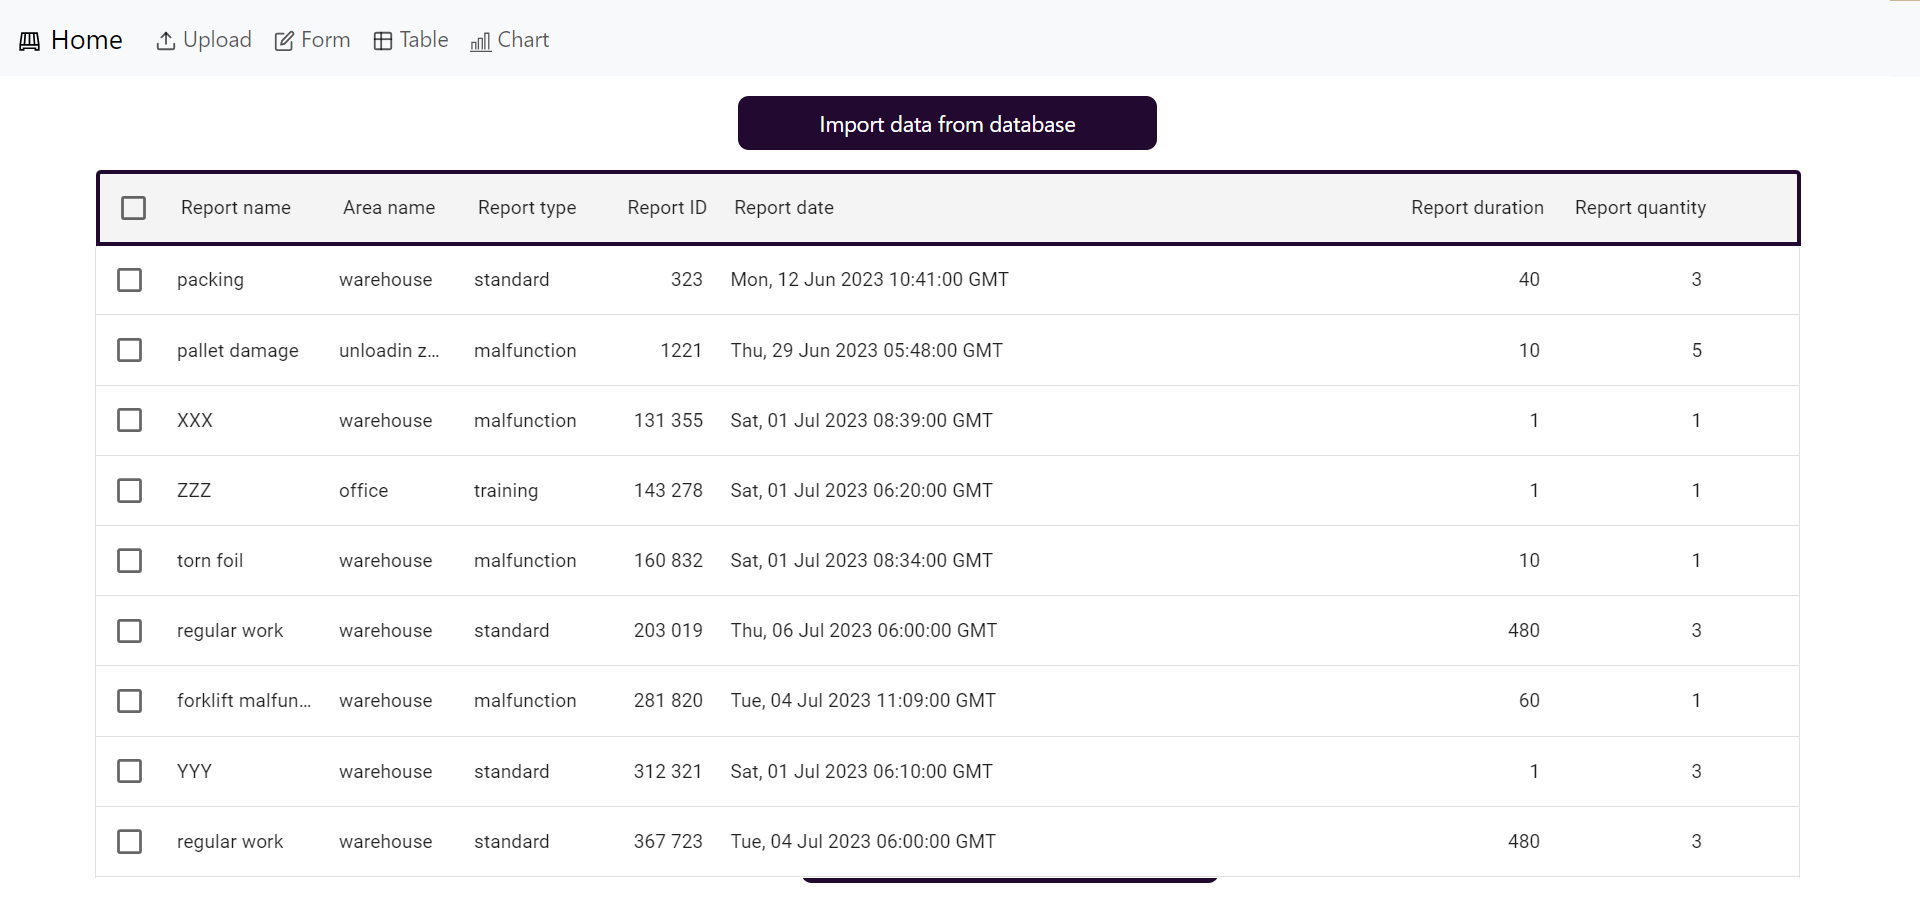 Home Upload Form Table Chart
Import data from database
Report name Area name Report type Report ID Report date Report duration Report quantity
packing warehouse standard 323 Mon, 12 Jun 2023 10:41:00 GMT 40 3
pallet damage unloadin z... malfunction 1221 Thu, 29 Jun 2023 05:48:00 GMT 10 5
XXX warehouse malfunction 131 355 Sat, 01 Jul 2023 08:39:00 GMT 1 1
ZZZ office training 143 278 Sat, 01 Jul 2023 06:20:00 GMT 1 1
torn foil warehouse malfunction 160 832 Sat, 01 Jul 2023 08:34:00 GMT 10 1
regular work warehouse standard 203 019 Thu, 06 Jul 2023 06:00:00 GMT 480 3
forklift malfun... warehouse malfunction 281 820 Tue, 04 Jul 2023 11:09:00 GMT 60 1
YYY warehouse standard 312 321 Sat, 01 Jul 2023 06:10:00 GMT 1 3
regular work warehouse standard 367 723 Tue, 04 Jul 2023 06:00:00 GMT 480 3